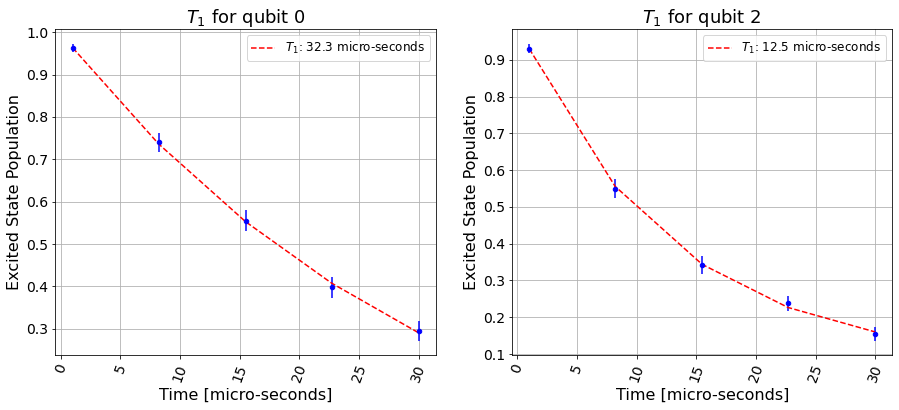 T₁ for qubit 0
T₁: 32.3 micro-seconds
Excited State Population
1.0
0.9
0.8
0.7
0.6
0.5
0.4
0.3
0 5 10 15 20 25 30
Time [micro-seconds]
T₁ for qubit 2
T₁: 12.5 micro-seconds
Excited State Population
0.9
0.8
0.7
0.6
0.5
0.4
0.3
0.2
0.1
0 5 10 15 20 25 30
Time [micro-seconds]